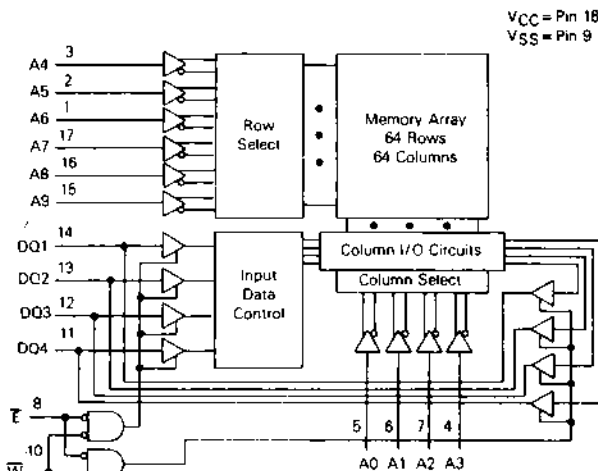 VCC = Pin 18
VSS = Pin 9
A4 3
A5 2
A6 1
A7 17
A8 16
A9 15
Row
Select
Memory Array
64 Rows
64 Columns
DQ1 14
DQ2 13
DQ3 12
DQ4 11
Input
Data
Control
Column I/O Circuits
Column Select
E 8
W 10
5 6 7 4
A0 A1 A2 A3